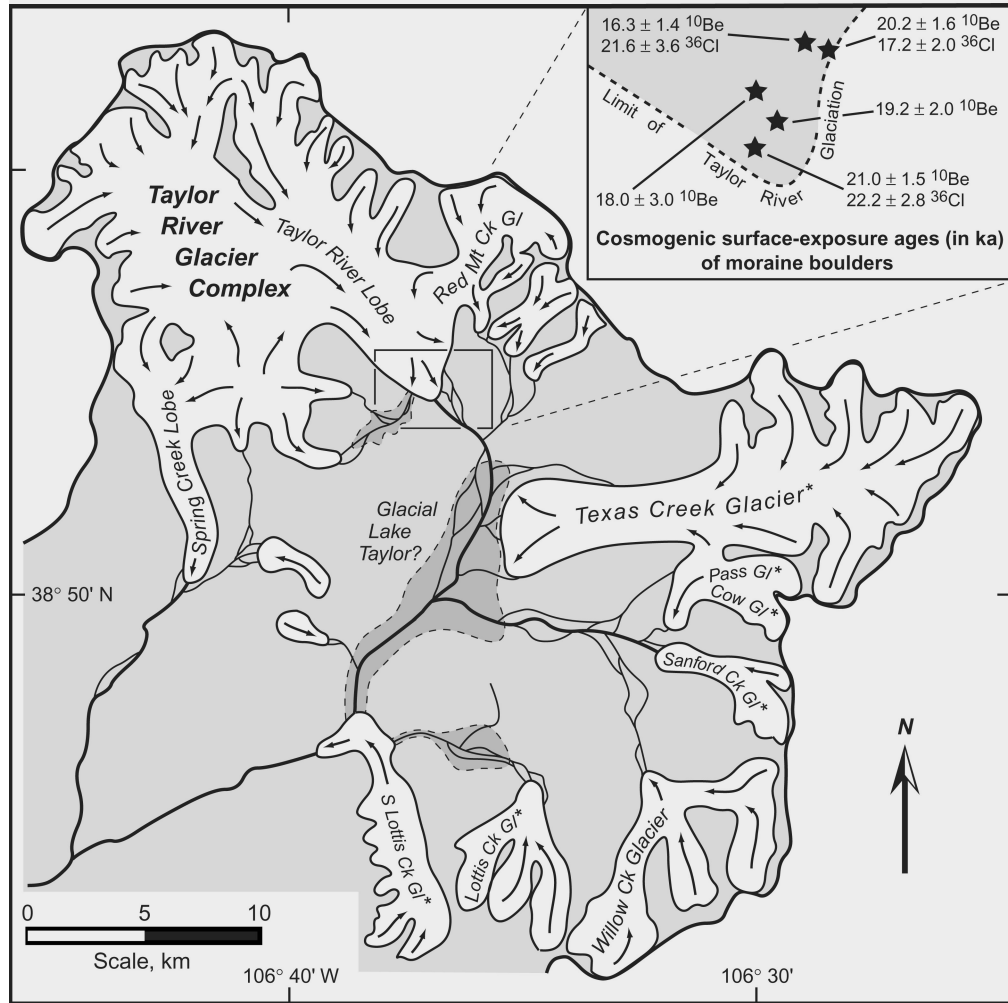 16.3 ± 1.4 ¹⁰Be
21.6 ± 3.6 ³⁶Cl
20.2 ± 1.6 ¹⁰Be
17.2 ± 2.0 ³⁶Cl
19.2 ± 2.0 ¹⁰Be
Limit of Taylor River Glaciation
18.0 ± 3.0 ¹⁰Be
21.0 ± 1.5 ¹⁰Be
22.2 ± 2.8 ³⁶Cl
Cosmogenic surface-exposure ages (in ka)
of moraine boulders
Taylor
River
Glacier
Complex
Taylor River Lobe
Red Mt Ck Gl
Spring Creek Lobe
Glacial
Lake
Taylor?
Texas Creek Glacier*
Pass Gl*
Cow Gl*
38° 50' N
Sanford Ck Gl*
S Lottis Ck Gl*
Lottis Ck Gl*
Willow Ck Glacier
N
0 5 10
Scale, km
106° 40' W
106° 30'